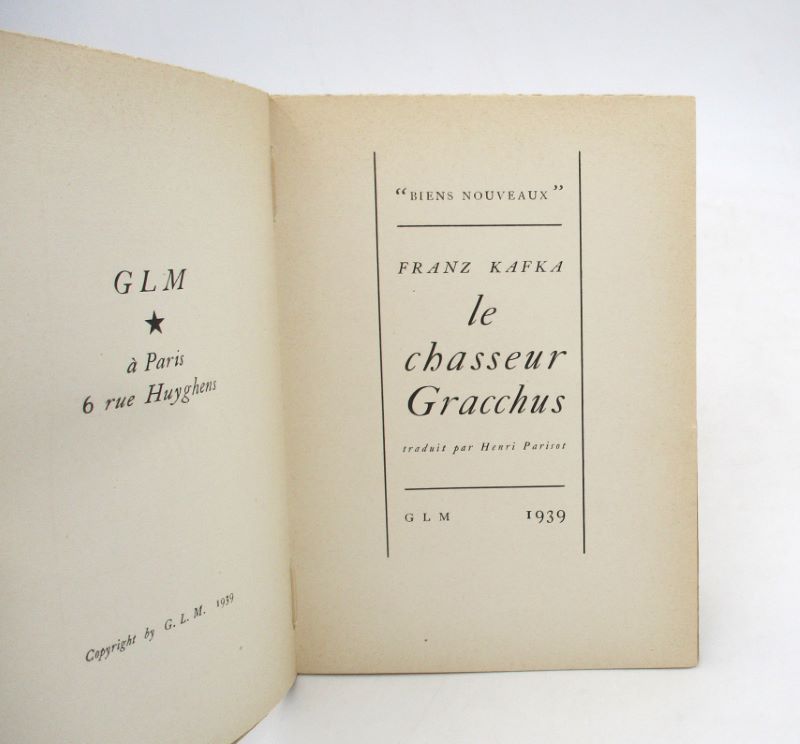 GLM
★
à Paris
6 rue Huyghens
Copyright by G. L. M. 1939
“BIENS NOUVEAUX”
FRANZ KAFKA
le
chasseur
Gracchus
traduit par Henri Parisot
GLM 1939